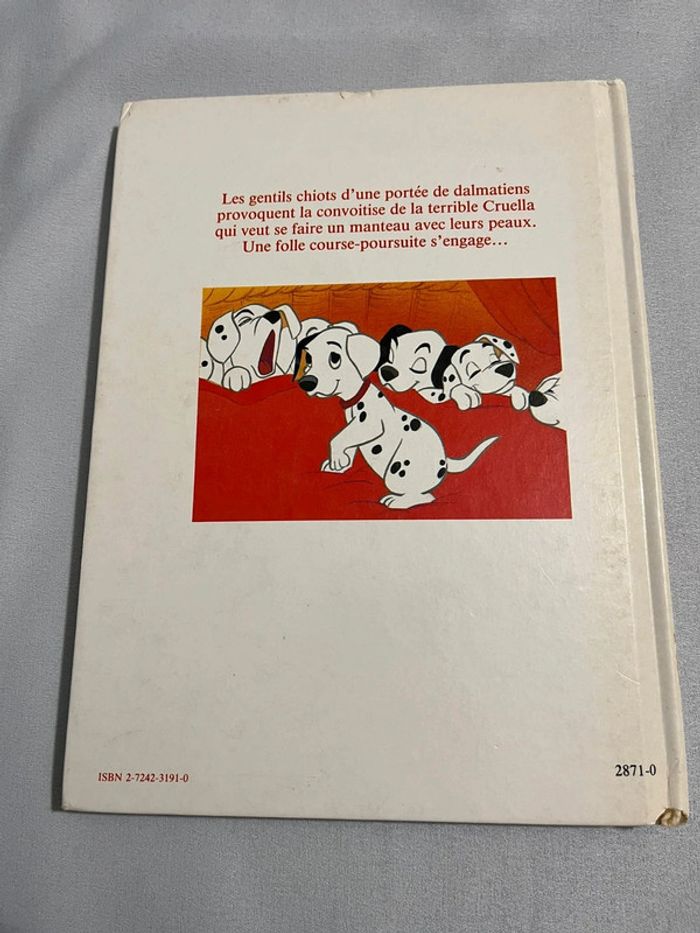 Les gentils chiots d'une portée de dalmatiens
provoquent la convoitise de la terrible Cruella
qui veut se faire un manteau avec leurs peaux.
Une folle course-poursuite s'engage...
ISBN 2-7242-3191-0
2871-0